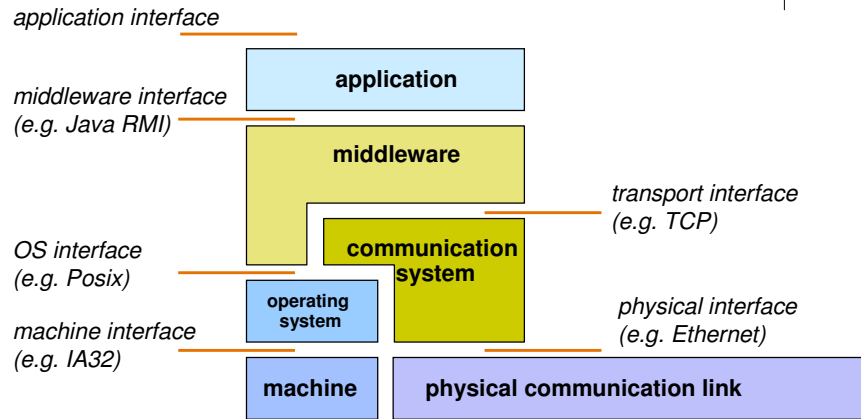 application interface
application
middleware interface
(e.g. Java RMI)
middleware
transport interface
(e.g. TCP)
OS interface
(e.g. Posix)
communication
system
operating
system
physical interface
(e.g. Ethernet)
machine interface
(e.g. IA32)
machine
physical communication link